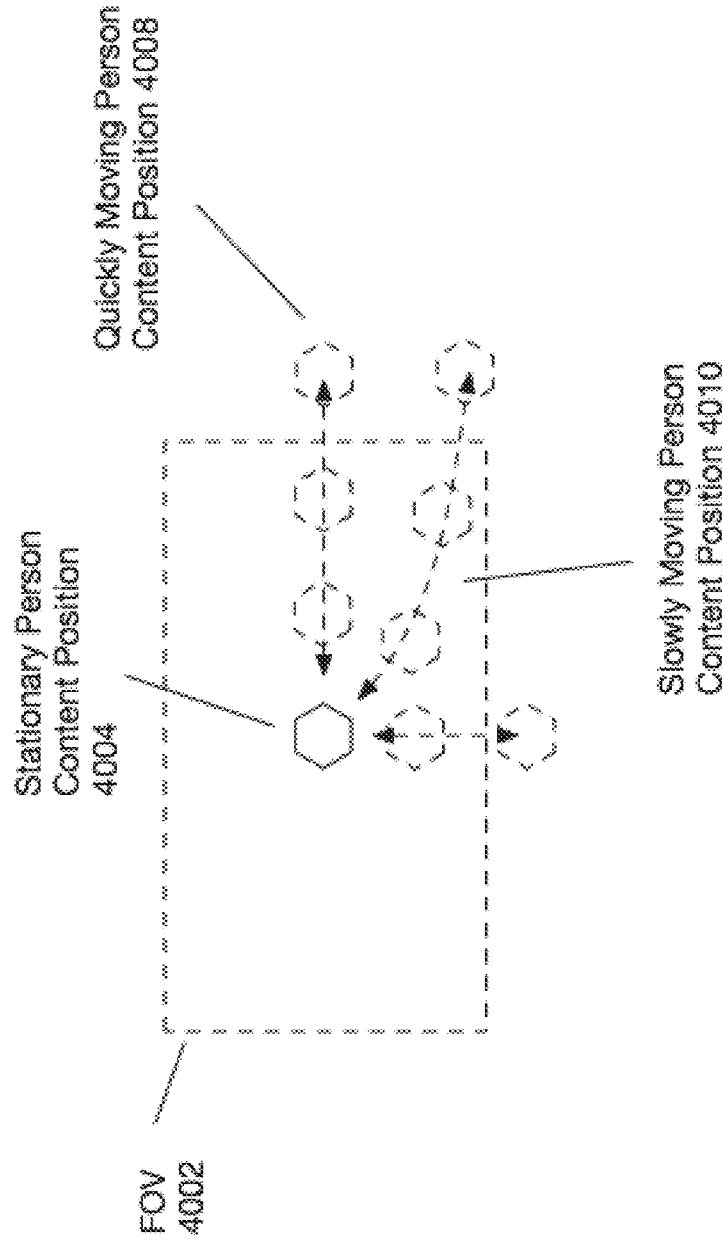 FOV
4002
Stationary Person
Content Position
4004
Quickly Moving Person
Content Position 4008
Slowly Moving Person
Content Position 4010